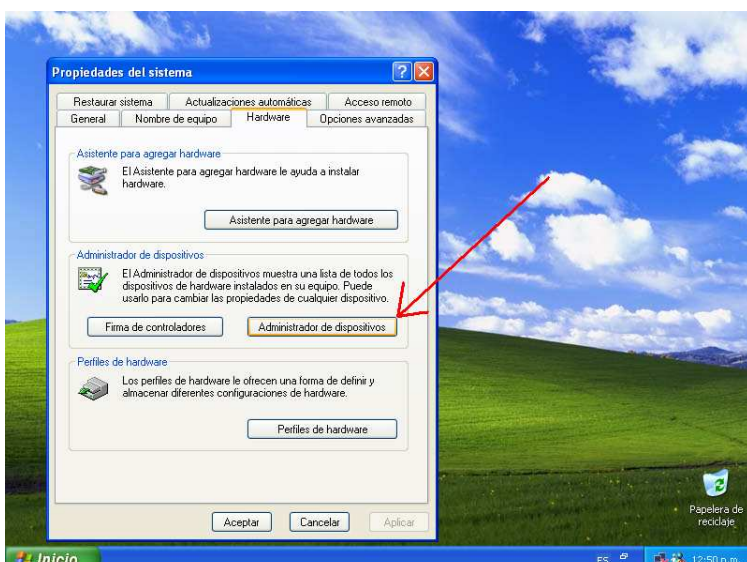 Propiedades del sistema
Restaurar sistema
Actualizaciones automáticas
Acceso remoto
General
Nombre de equipo
Hardware
Opciones avanzadas
Asistente para agregar hardware
El Asistente para agregar hardware le ayuda a instalar
hardware.
Asistente para agregar hardware
Administrador de dispositivos
El Administrador de dispositivos muestra una lista de todos los
dispositivos de hardware instalados en su equipo. Puede
usarlo para cambiar las propiedades de cualquier dispositivo.
Firma de controladores
Administrador de dispositivos
Perfiles de hardware
Los perfiles de hardware le ofrecen una forma de definir y
almacenar diferentes configuraciones de hardware.
Perfiles de hardware
Aceptar
Cancelar
Aplicar
Papelera de
reciclaje
Inicio
ES
12:50 p.m.